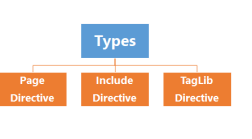 Types
Page
Directive
Include
Directive
TagLib
Directive